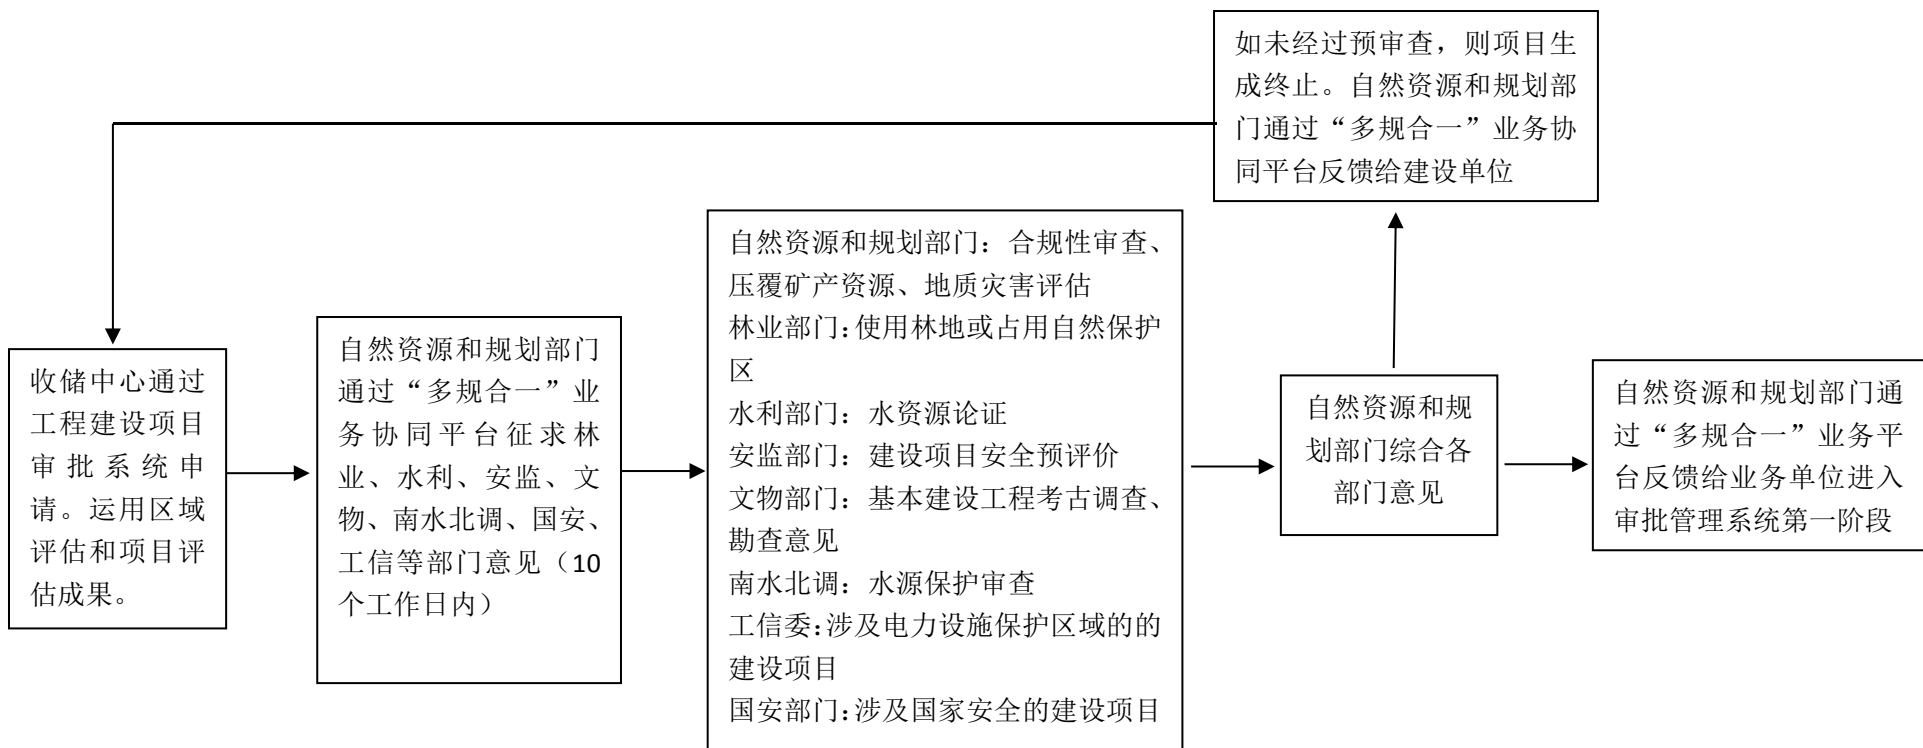 如未经过预审查，则项目生
成终止。自然资源和规划部
门通过“多规合一”业务协
同平台反馈给建设单位
收储中心通过
工程建设项目
审批系统申
请。运用区域
评估和项目评
估成果。
自然资源和规划部门
通过“多规合一”业
务协同平台征求林
业、水利、安监、文
物、南水北调、国安、
工信等部门意见（10
个工作日内）
自然资源和规划部门：合规性审查、
压覆矿产资源、地质灾害评估
林业部门：使用林地或占用自然保护
区
水利部门：水资源论证
安监部门：建设项目安全预评价
文物部门：基本建设工程考古调查、
勘查意见
南水北调：水源保护审查
工信委：涉及电力设施保护区域的的
建设项目
国安部门：涉及国家安全的建设项目
自然资源和规
划部门综合各
部门意见
自然资源和规划部门通
过“多规合一”业务平
台反馈给业务单位进入
审批管理系统第一阶段